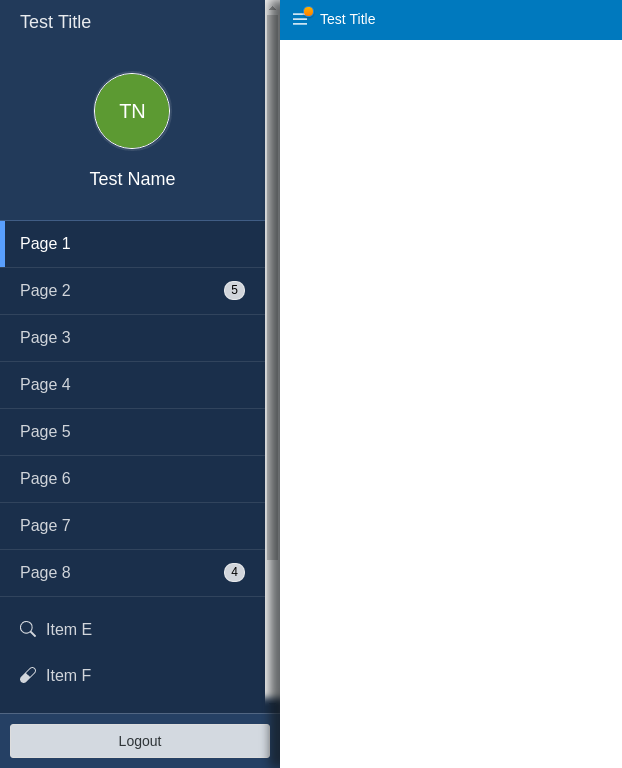 Test Title
TN
Test Name
Page 1
Page 2 5
Page 3
Page 4
Page 5
Page 6
Page 7
Page 8 4
Item E
Item F
Logout
Test Title